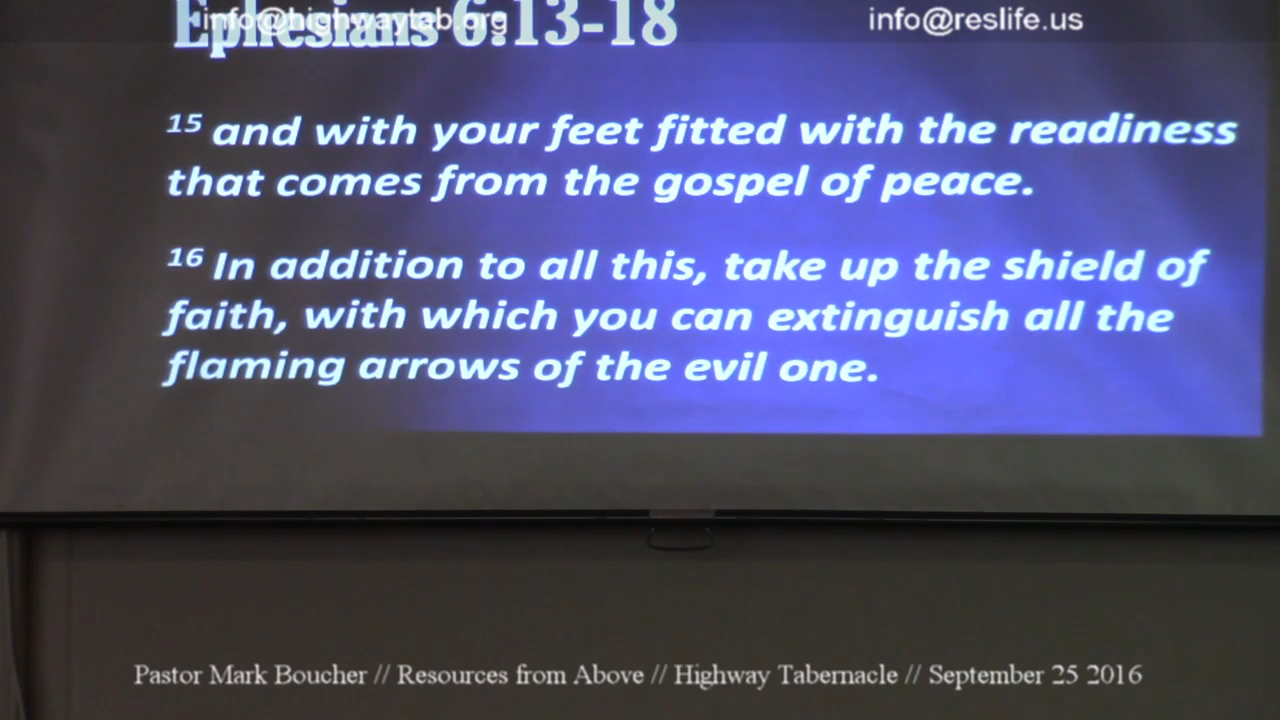 info@highwaytab.org info@reslife.us
Ephesians 6:13-18
15 and with your feet fitted with the readiness
that comes from the gospel of peace.
16 In addition to all this, take up the shield of
faith, with which you can extinguish all the
flaming arrows of the evil one.
Pastor Mark Boucher // Resources from Above // Highway Tabernacle // September 25 2016